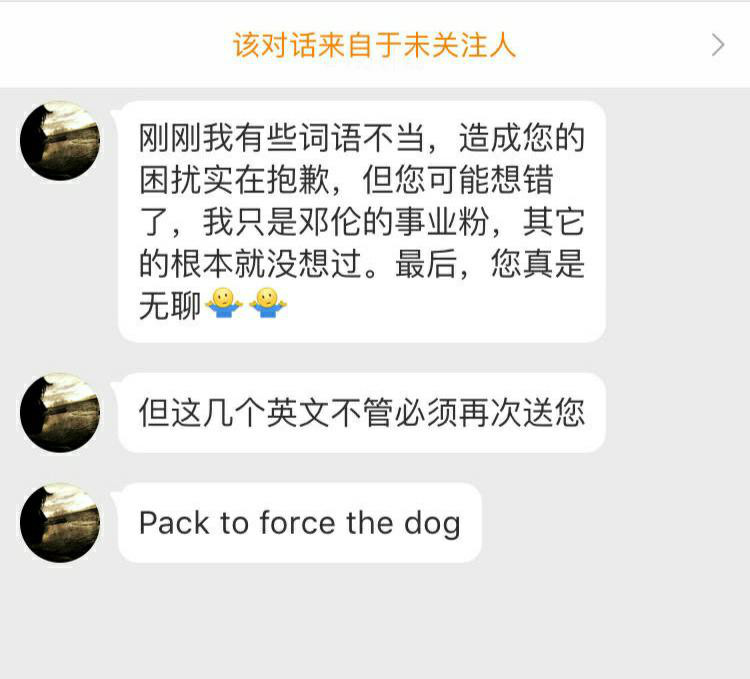 该对话来自于未关注人
刚刚我有些词语不当，造成您的
困扰实在抱歉，但您可能想错
了，我只是邓伦的事业粉，其它
的根本就没想过。最后，您真是
无聊🤷‍♂️🤷‍♂️
但这几个英文不管必须再次送您
Pack to force the dog